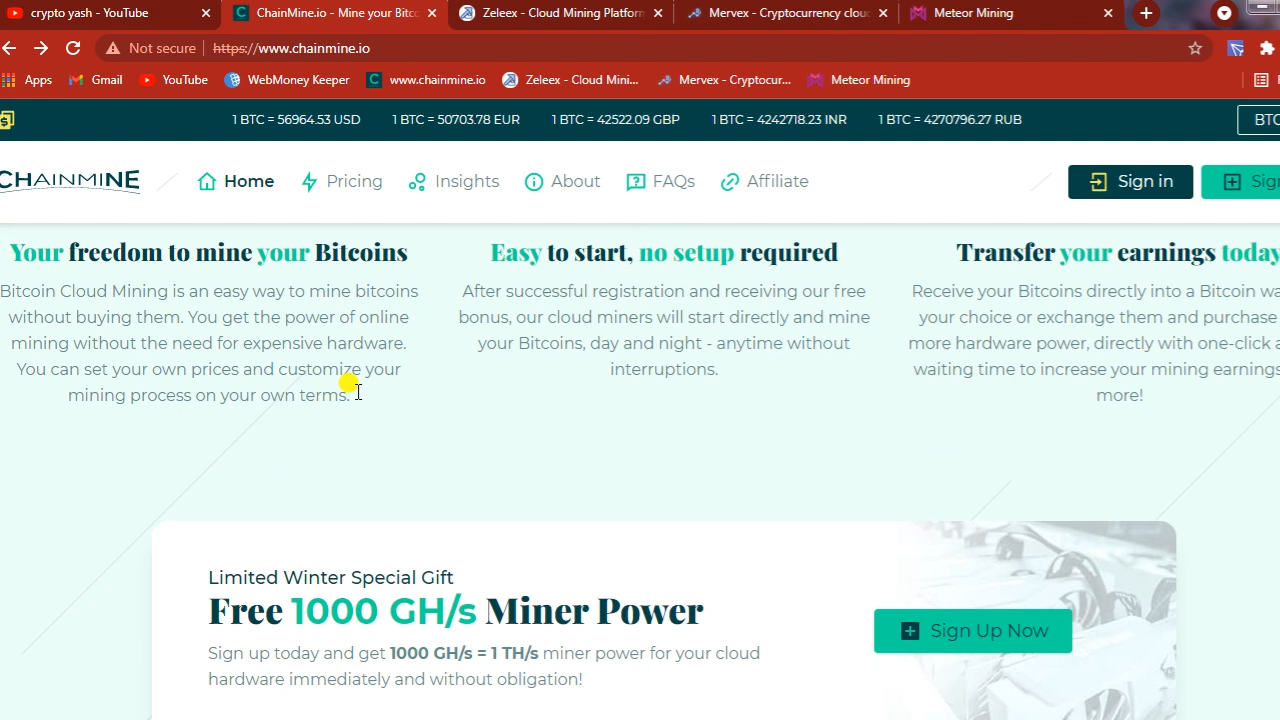 crypto yash - YouTube
ChainMine.io - Mine your Bitco
Zeleex - Cloud Mining Platform
Mervex - Cryptocurrency clou
Meteor Mining
Not secure https://www.chainmine.io
Apps Gmail YouTube WebMoney Keeper www.chainmine.io Zeleex - Cloud Mini... Mervex - Cryptocur... Meteor Mining
1 BTC = 56964.53 USD 1 BTC = 50703.78 EUR 1 BTC = 42522.09 GBP 1 BTC = 4242718.23 INR 1 BTC = 4270796.27 RUB BTC
CHAINMINE Home Pricing Insights About FAQs Affiliate Sign in Sig
Your freedom to mine your Bitcoins
Bitcoin Cloud Mining is an easy way to mine bitcoins
without buying them. You get the power of online
mining without the need for expensive hardware.
You can set your own prices and customize your
mining process on your own terms.
Easy to start, no setup required
After successful registration and receiving our free
bonus, our cloud miners will start directly and mine
your Bitcoins, day and night - anytime without
interruptions.
Transfer your earnings today
Receive your Bitcoins directly into a Bitcoin wa
your choice or exchange them and purchase
more hardware power, directly with one-click a
waiting time to increase your mining earnings
more!
Limited Winter Special Gift
Free 1000 GH/s Miner Power
Sign up today and get 1000 GH/s = 1 TH/s miner power for your cloud
hardware immediately and without obligation!
Sign Up Now